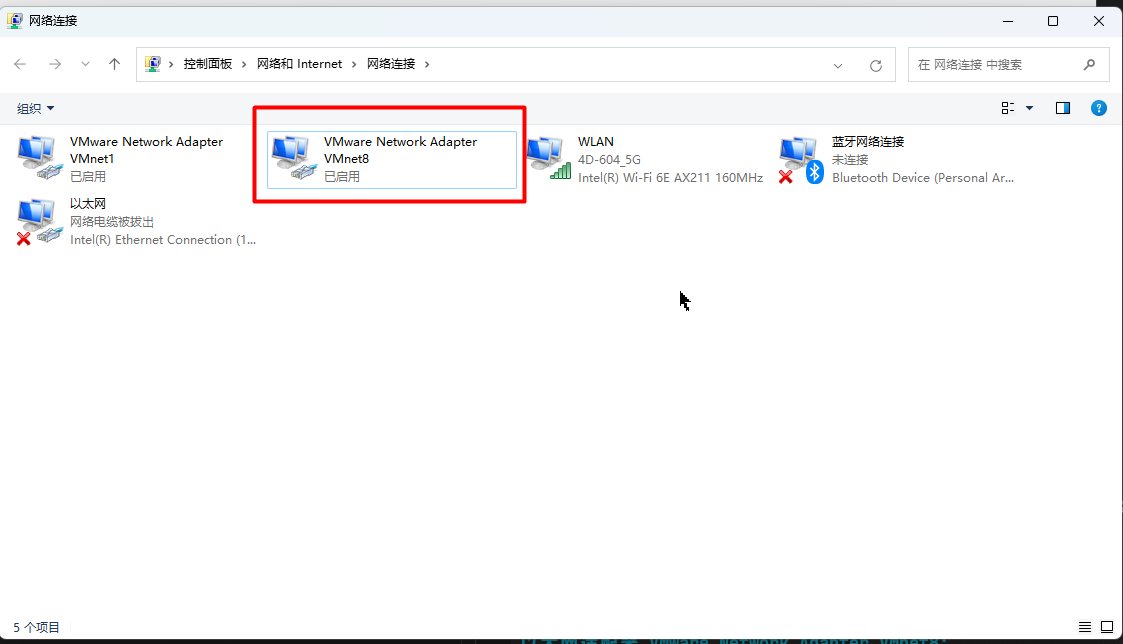 网络连接
控制面板 › 网络和 Internet › 网络连接 ›
在 网络连接 中搜索
组织
VMware Network Adapter
VMnet1
已启用
VMware Network Adapter
VMnet8
已启用
WLAN
4D-604_5G
Intel(R) Wi-Fi 6E AX211 160MHz
蓝牙网络连接
未连接
Bluetooth Device (Personal Ar...
以太网
网络电缆被拔出
Intel(R) Ethernet Connection (1...
5 个项目
VMware Network Adapter VMnet8: